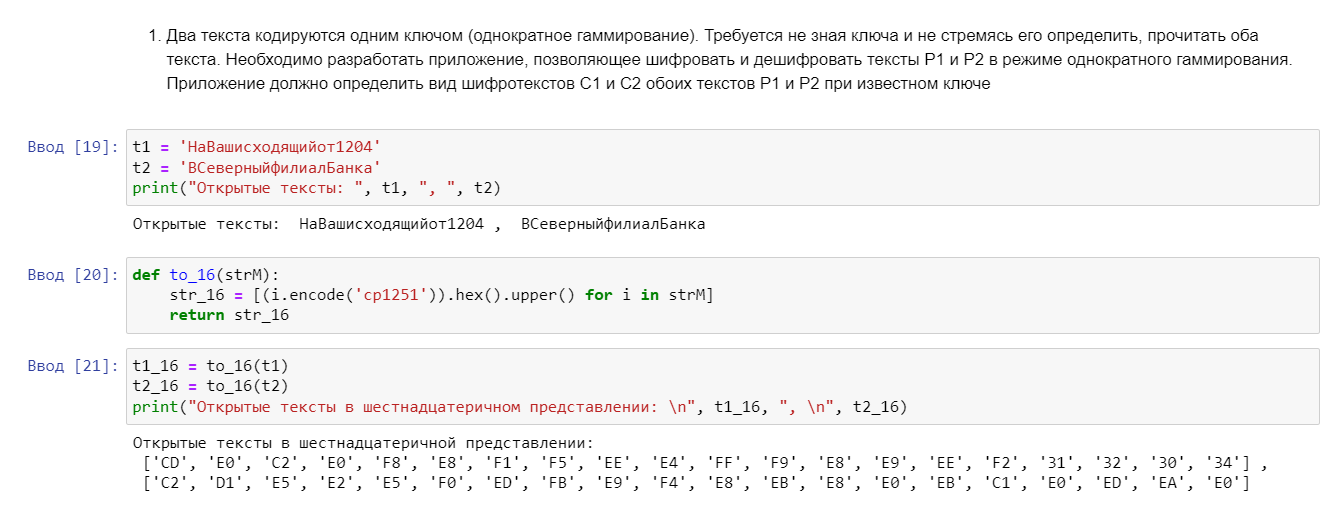 1. Два текста кодируются одним ключом (однократное гаммирование). Требуется не зная ключа и не стремясь его определить, прочитать оба
текста. Необходимо разработать приложение, позволяющее шифровать и дешифровать тексты P1 и P2 в режиме однократного гаммирования.
Приложение должно определить вид шифротекстов C1 и C2 обоих текстов P1 и P2 при известном ключе
Ввод [19]: t1 = 'НаВашисходящийот1204'
t2 = 'ВСеверныйфилиалБанка'
print("Открытые тексты: ", t1, ", ", t2)
Открытые тексты:  НаВашисходящийот1204 ,  ВСеверныйфилиалБанка
Ввод [20]: def to_16(strM):
    str_16 = [(i.encode('cp1251')).hex().upper() for i in strM]
    return str_16
Ввод [21]: t1_16 = to_16(t1)
t2_16 = to_16(t2)
print("Открытые тексты в шестнадцатеричном представлении: \n", t1_16, ", \n", t2_16)
Открытые тексты в шестнадцатеричной представлении:
 ['CD', 'E0', 'C2', 'E0', 'F8', 'E8', 'F1', 'F5', 'EE', 'E4', 'FF', 'F9', 'E8', 'E9', 'EE', 'F2', '31', '32', '30', '34'] ,
 ['C2', 'D1', 'E5', 'E2', 'E5', 'F0', 'ED', 'FB', 'E9', 'F4', 'E8', 'EB', 'E8', 'E0', 'EB', 'C1', 'E0', 'ED', 'EA', 'E0']